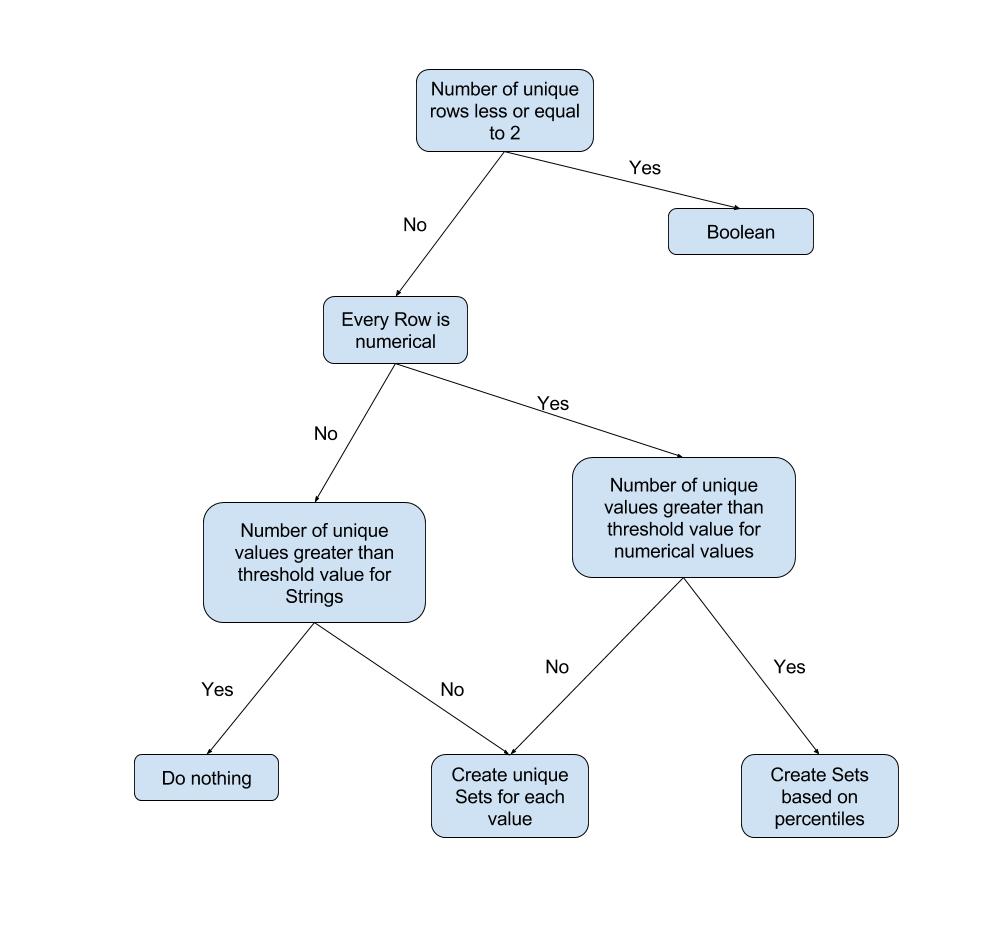 Number of unique
rows less or equal
to 2
Yes
Boolean
No
Every Row is
numerical
Yes
No
Number of unique
values greater than
threshold value for
numerical values
Number of unique
values greater than
threshold value for
Strings
No
Yes
Yes
No
Do nothing
Create unique
Sets for each
value
Create Sets
based on
percentiles